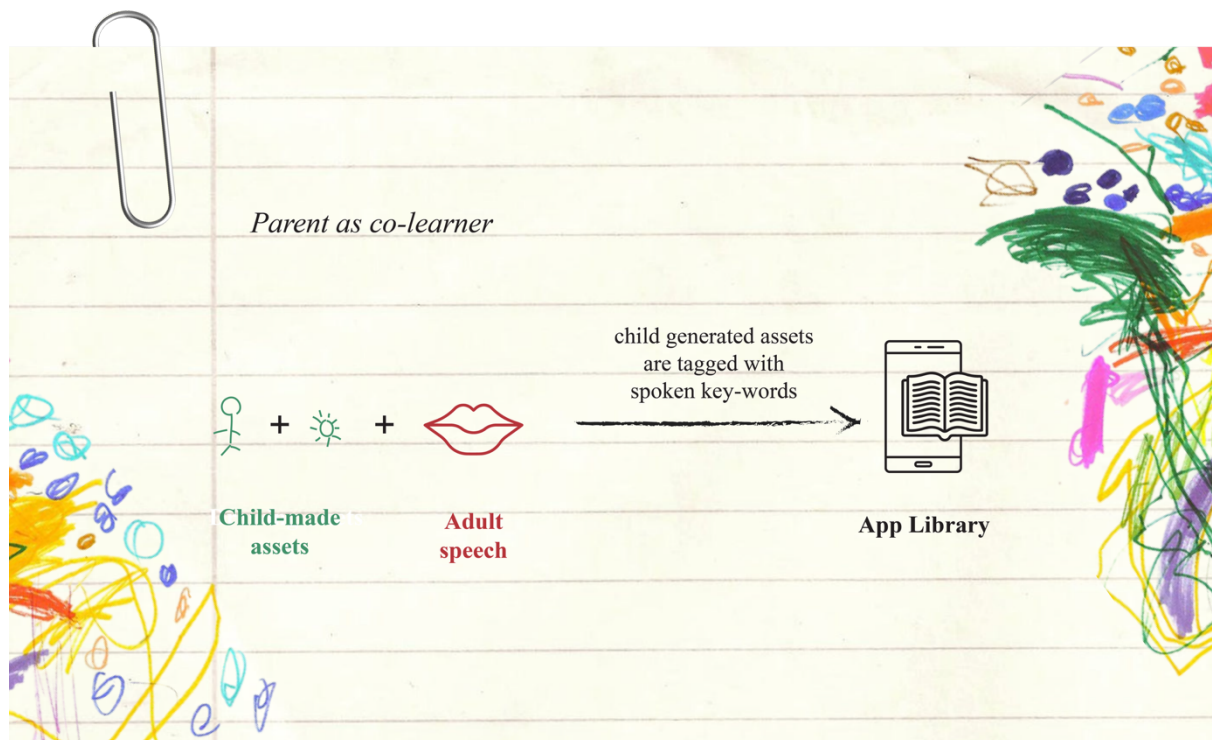 Parent as co-learner
child generated assets
are tagged with
spoken key-words
+
+
Child-made
assets
Adult
speech
App Library